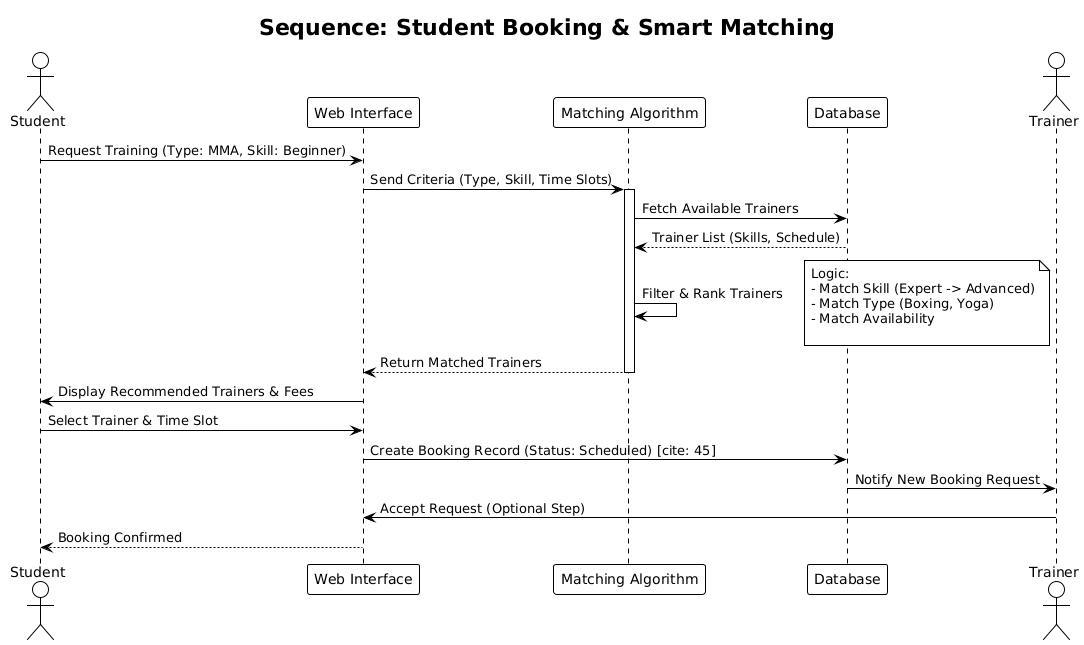 Sequence: Student Booking & Smart Matching
Student
Web Interface
Matching Algorithm
Database
Trainer
Request Training (Type: MMA, Skill: Beginner)
Send Criteria (Type, Skill, Time Slots)
Fetch Available Trainers
Trainer List (Skills, Schedule)
Logic:
- Match Skill (Expert -> Advanced)
- Match Type (Boxing, Yoga)
- Match Availability
Filter & Rank Trainers
Return Matched Trainers
Display Recommended Trainers & Fees
Select Trainer & Time Slot
Create Booking Record (Status: Scheduled) [cite: 45]
Notify New Booking Request
Accept Request (Optional Step)
Booking Confirmed
Student
Web Interface
Matching Algorithm
Database
Trainer